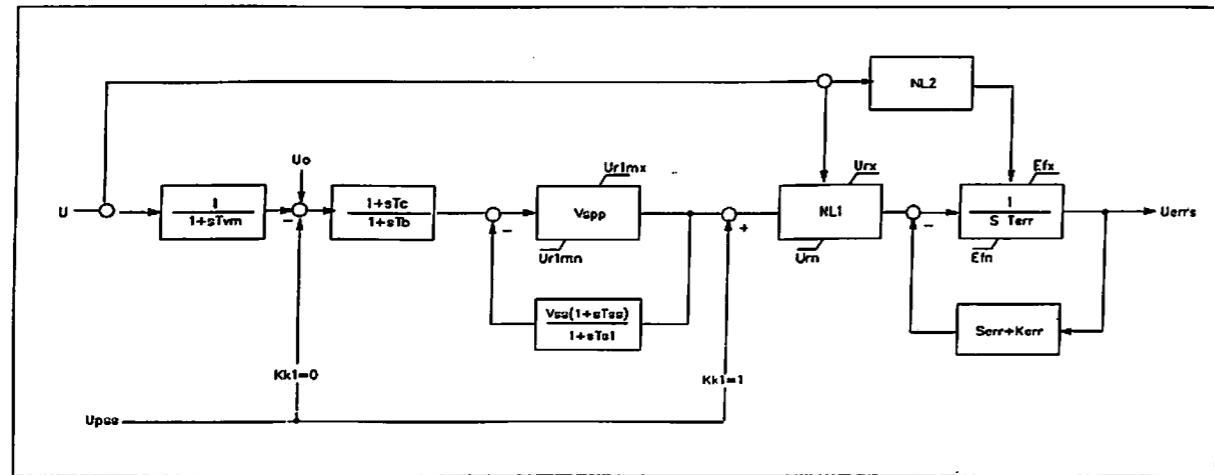 NL2
Uo
Ur1mx
Urx
Efx
U
1
1+sTvm
-
1+sTc
1+sTb
-
Vspp
+
NL1
-
1
S Terr
Uerrs
Ur1mn
Urn
Efn
Vss(1+sTss)
1+sTs1
Serr+Kerr
Kk1=0
Kk1=1
Upss